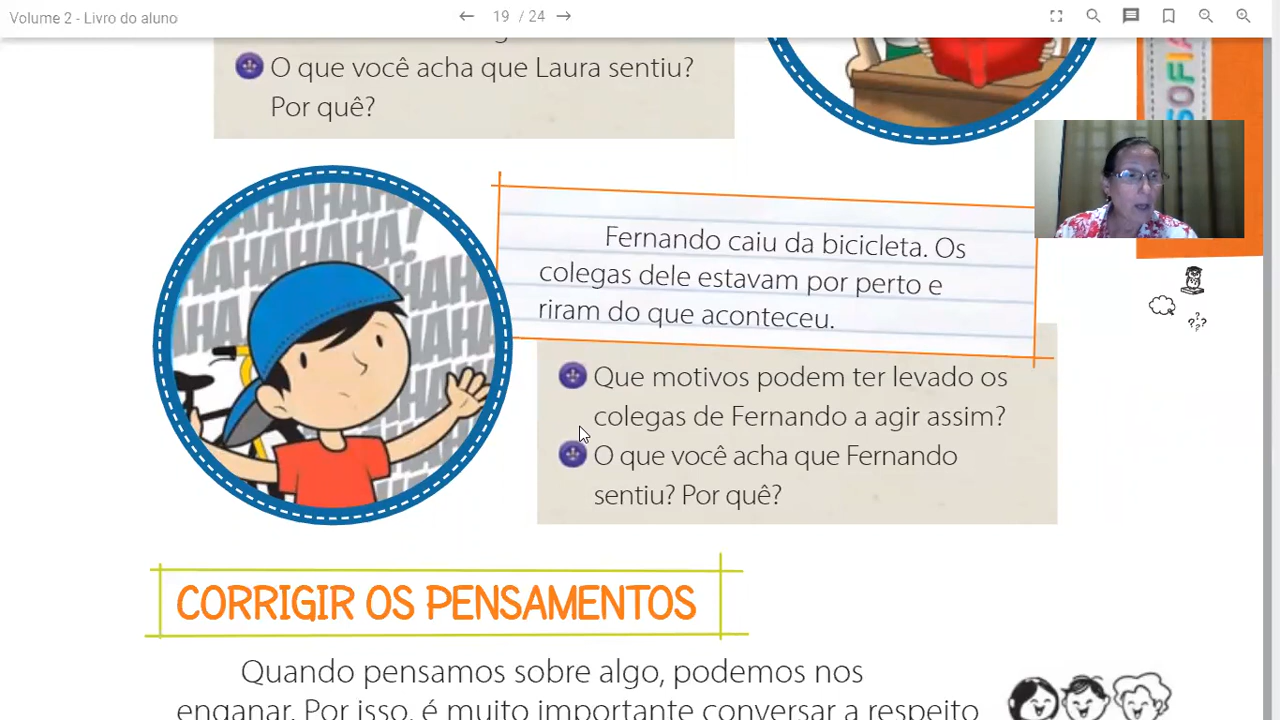 Volume 2 - Livro do aluno
19 / 24
O que você acha que Laura sentiu?
Por quê?
SOFIA
HAHAHAHA!
Fernando caiu da bicicleta. Os
colegas dele estavam por perto e
riram do que aconteceu.
Que motivos podem ter levado os
colegas de Fernando a agir assim?
O que você acha que Fernando
sentiu? Por quê?
???
CORRIGIR OS PENSAMENTOS
Quando pensamos sobre algo, podemos nos
enganar. Por isso, é muito importante conversar a respeito